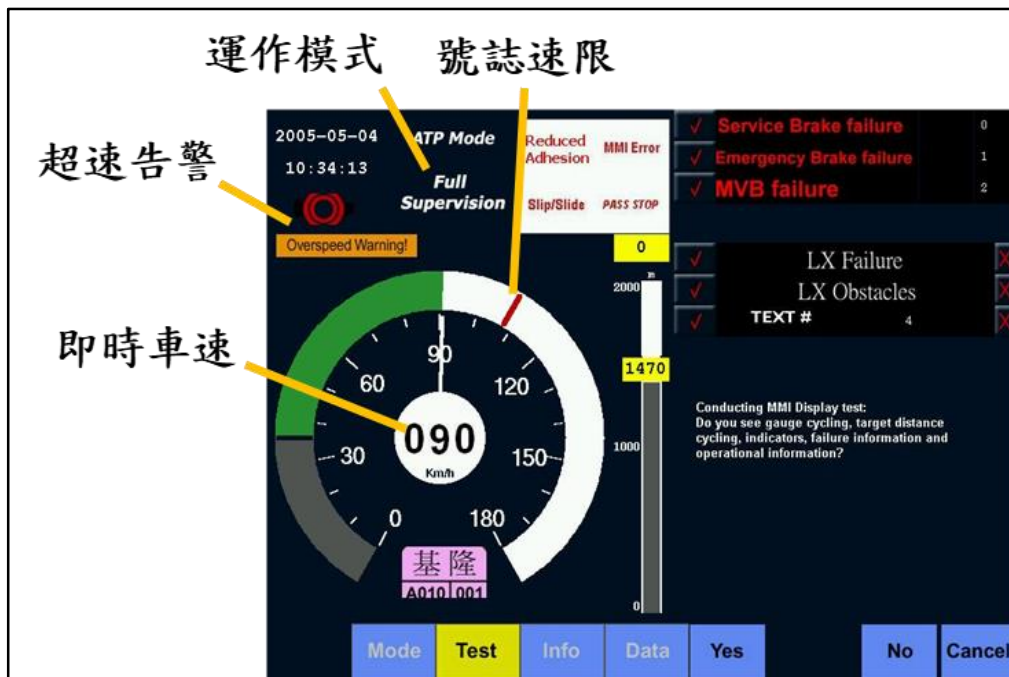 運作模式 號誌速限
超速告警
即時車速
2005-05-04
10:34:13
ATP Mode
Full
Supervision
Overspeed Warning!
Reduced
Adhesion
MMI Error
Slip/Slide
PASS STOP
0
m
2000
1470
1000
0
0
30
60
90
120
150
180
090
Km/h
基隆
A010 001
√ Service Brake failure 0
√ Emergency Brake failure 1
√ MVB failure 2
√ LX Failure X
√ LX Obstacles X
√ TEXT # 4 X
Conducting MMI Display test:
Do you see gauge cycling, target distance
cycling, indicators, failure information and
operational information?
Mode Test Info Data Yes No Cancel